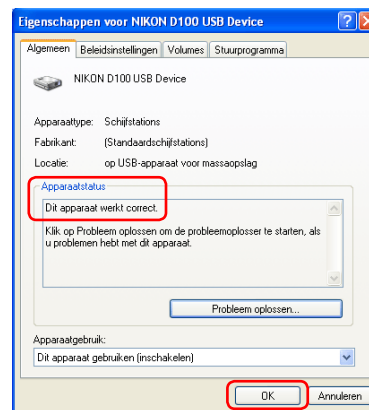 Eigenschappen voor NIKON D100 USB Device
Algemeen Beleidsinstellingen Volumes Stuurprogramma
NIKON D100 USB Device
Apparaattype: Schijfstations
Fabrikant: (Standaardschijfstations)
Locatie: op USB-apparaat voor massaopslag
Apparaatstatus
Dit apparaat werkt correct.
Klik op Probleem oplossen om de probleemoplosser te starten, als
u problemen hebt met dit apparaat.
Probleem oplossen...
Apparaatgebruik:
Dit apparaat gebruiken (inschakelen)
OK Annuleren